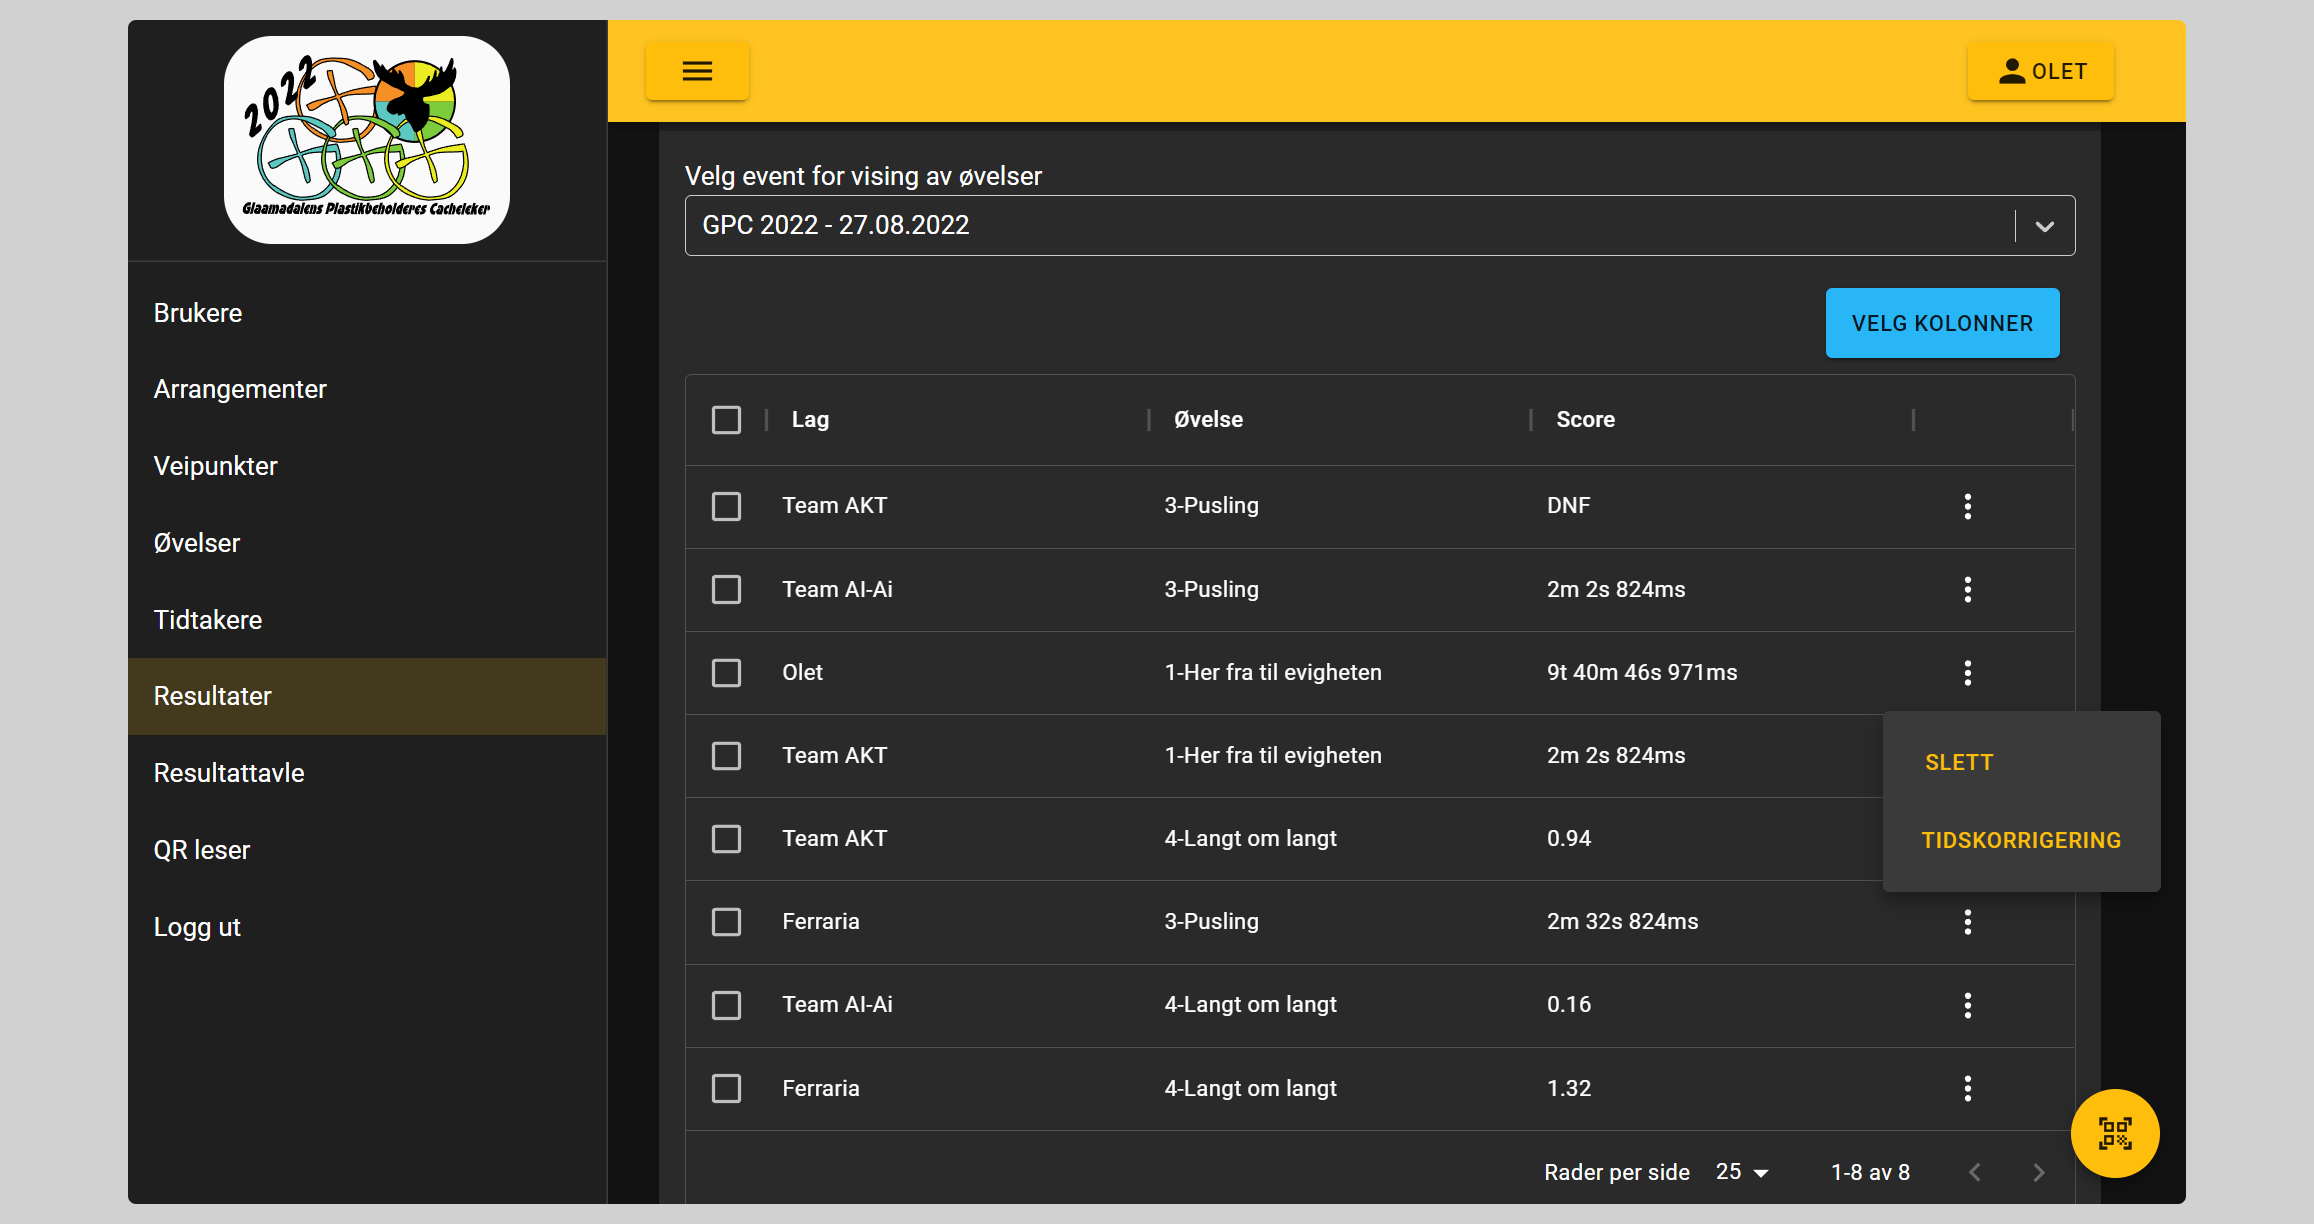 2022
Glaamadalens Plastikbeholderes Cacheleker
Brukere
Arrangementer
Veipunkter
Øvelser
Tidtakere
Resultater
Resultattavle
QR leser
Logg ut
OLET
Velg event for vising av øvelser
GPC 2022 - 27.08.2022
VELG KOLONNER
Lag Øvelse Score
Team AKT 3-Pusling DNF
Team AI-Ai 3-Pusling 2m 2s 824ms
Olet 1-Her fra til evigheten 9t 40m 46s 971ms
Team AKT 1-Her fra til evigheten 2m 2s 824ms
SLETT
Team AKT 4-Langt om langt 0.94
TIDSKORRIGERING
Ferraria 3-Pusling 2m 32s 824ms
Team AI-Ai 4-Langt om langt 0.16
Ferraria 4-Langt om langt 1.32
Rader per side 25 1-8 av 8